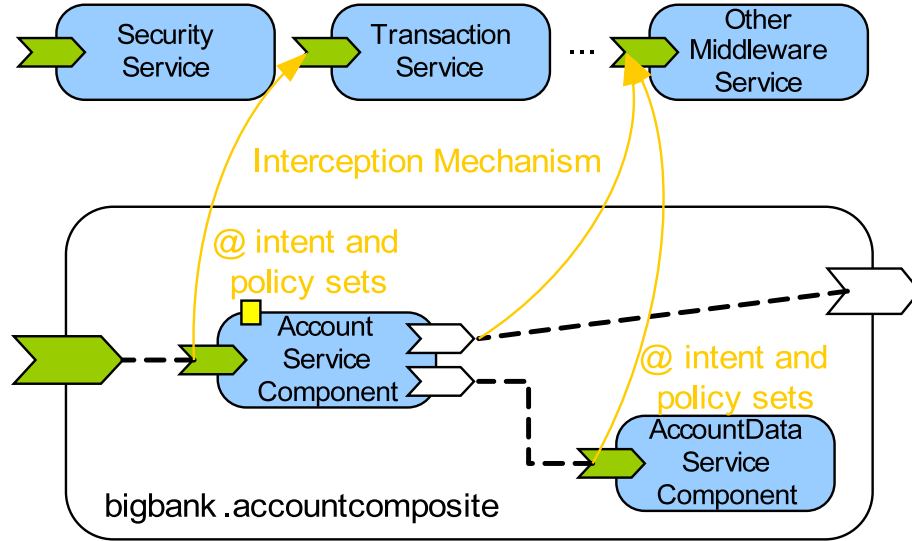 Security
Service
Transaction
Service
...
Other
Middleware
Service
Interception Mechanism
@ intent and
policy sets
Account
Service
Component
@ intent and
policy sets
AccountData
Service
Component
bigbank .accountcomposite